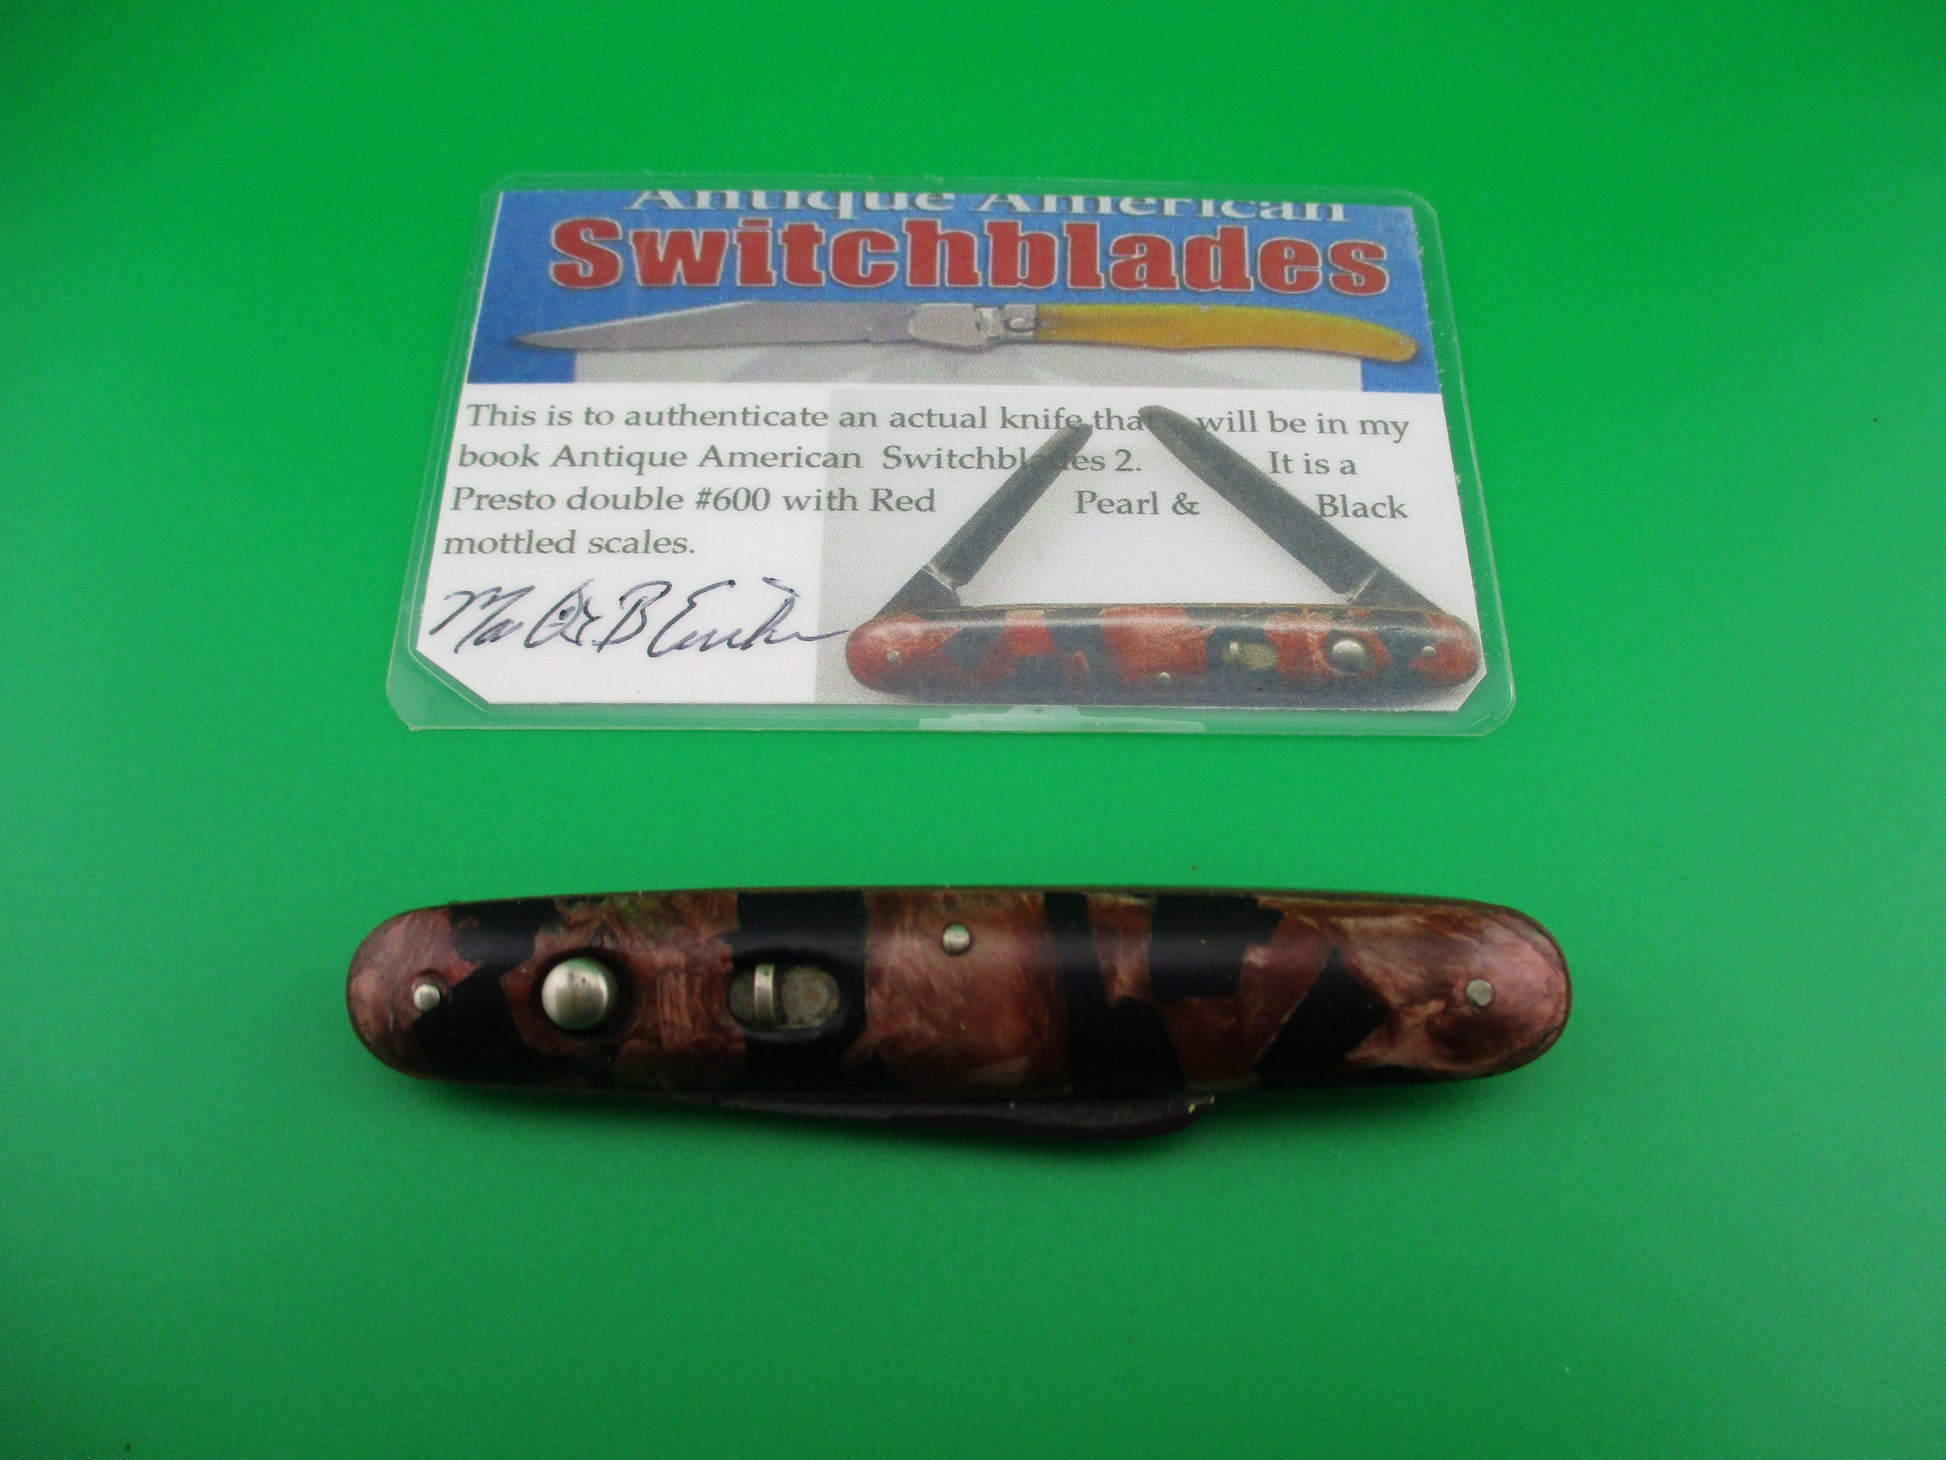 Antique American
Switchblades
This is to authenticate an actual knife that will be in my
book Antique American Switchblades 2. It is a
Presto double #600 with Red Pearl & Black
mottled scales.